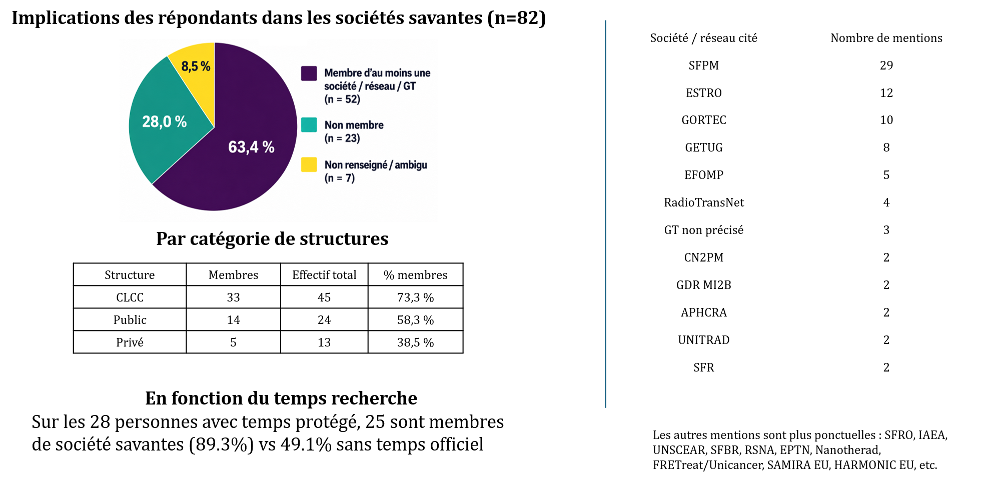 Implications des répondants dans les sociétés savantes (n=82)
8,5 %
28,0 %
63,4 %
Membre d'au moins une
société / réseau / GT
(n = 52)
Non membre
(n = 23)
Non renseigné / ambigu
(n = 7)
Par catégorie de structures
Structure Membres Effectif total % membres
CLCC 33 45 73,3 %
Public 14 24 58,3 %
Privé 5 13 38,5 %
En fonction du temps recherche
Sur les 28 personnes avec temps protégé, 25 sont membres
de société savantes (89.3%) vs 49.1% sans temps officiel
Société / réseau cité Nombre de mentions
SFPM 29
ESTRO 12
GORTEC 10
GETUG 8
EFOMP 5
RadioTransNet 4
GT non précisé 3
CN2PM 2
GDR MI2B 2
APHCRA 2
UNITRAD 2
SFR 2
Les autres mentions sont plus ponctuelles : SFRO, IAEA,
UNSCEAR, SFBR, RSNA, EPTN, Nanotherad,
FRETreat/Unicancer, SAMIRA EU, HARMONIC EU, etc.